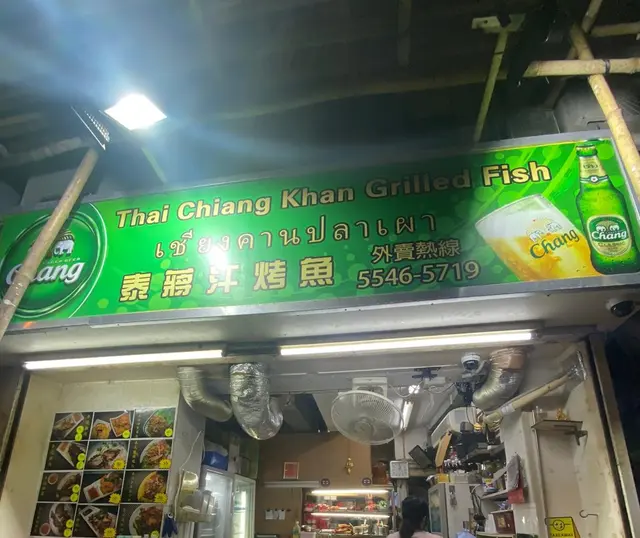 Thai Chiang Khan Grilled Fish
เชียงคานปลาเผา
泰蔣汗烤魚
外賣熱線
5546-5719
Chang
Chang
Chang